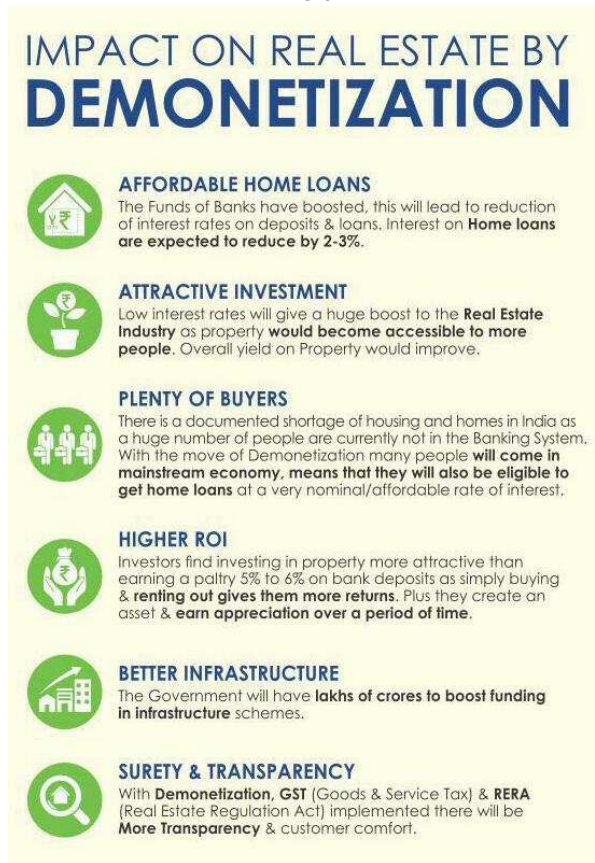 IMPACT ON REAL ESTATE BY
DEMONETIZATION
AFFORDABLE HOME LOANS
The Funds of Banks have boosted, this will lead to reduction
of interest rates on deposits & loans. Interest on Home loans
are expected to reduce by 2-3%.
ATTRACTIVE INVESTMENT
Low interest rates will give a huge boost to the Real Estate
Industry as property would become accessible to more
people. Overall yield on Property would improve.
PLENTY OF BUYERS
There is a documented shortage of housing and homes in India as
a huge number of people are currently not in the Banking System.
With the move of Demonetization many people will come in
mainstream economy, means that they will also be eligible to
get home loans at a very nominal/affordable rate of interest.
HIGHER ROI
Investors find investing in property more attractive than
earning a paltry 5% to 6% on bank deposits as simply buying
& renting out gives them more returns. Plus they create an
asset & earn appreciation over a period of time.
BETTER INFRASTRUCTURE
The Government will have lakhs of crores to boost funding
in infrastructure schemes.
SURETY & TRANSPARENCY
With Demonetization, GST (Goods & Service Tax) & RERA
(Real Estate Regulation Act) implemented there will be
More Transparency & customer comfort.